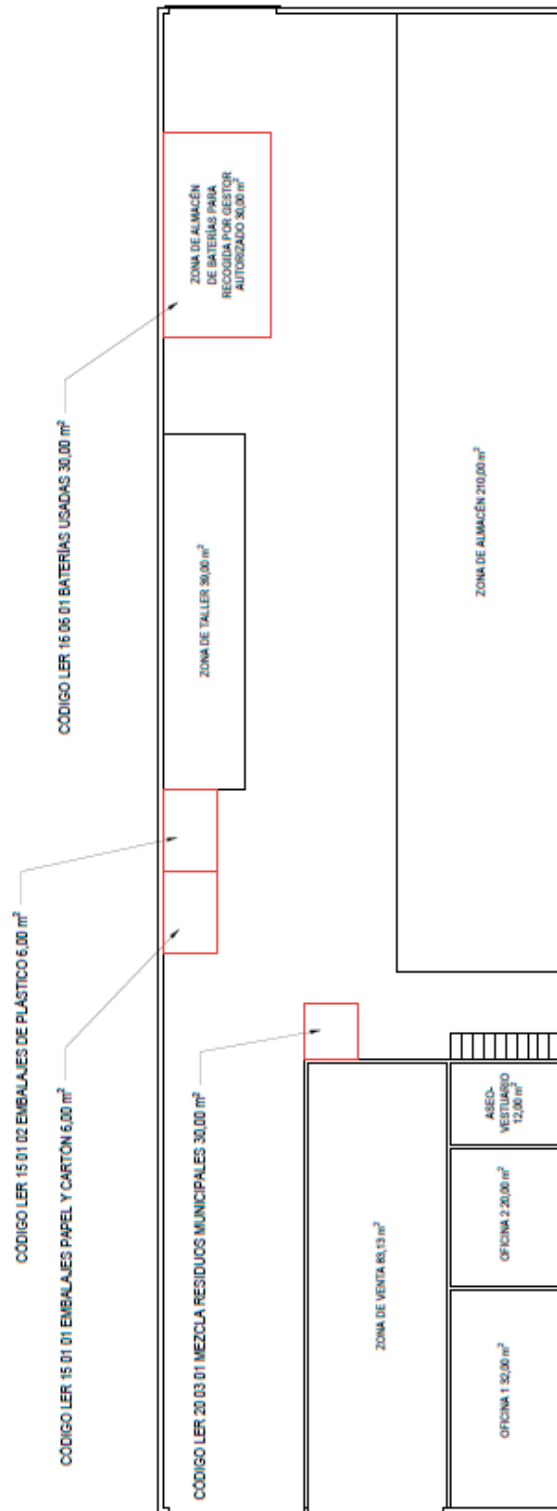 CÓDIGO LER 15 01 02 EMBALAJES DE PLÁSTICO 6,00 m²
CÓDIGO LER 15 01 01 EMBALAJES PAPEL Y CARTÓN 6,00 m²
CÓDIGO LER 16 06 01 BATERÍAS USADAS 30,00 m²
CÓDIGO LER 20 03 01 MEZCLA RESIDUOS MUNICIPALES 30,00 m²
ZONA DE ALMACÉN
DE BATERÍAS PARA
RECOGIDA POR GESTOR
AUTORIZADO 30,00 m²
ZONA DE TALLER 39,00 m²
ZONA DE VENTA 83,13 m²
ZONA DE ALMACÉN 210,00 m²
ASEO-
VESTUARIO
12,00 m²
OFICINA 2 20,00 m²
OFICINA 1 32,00 m²